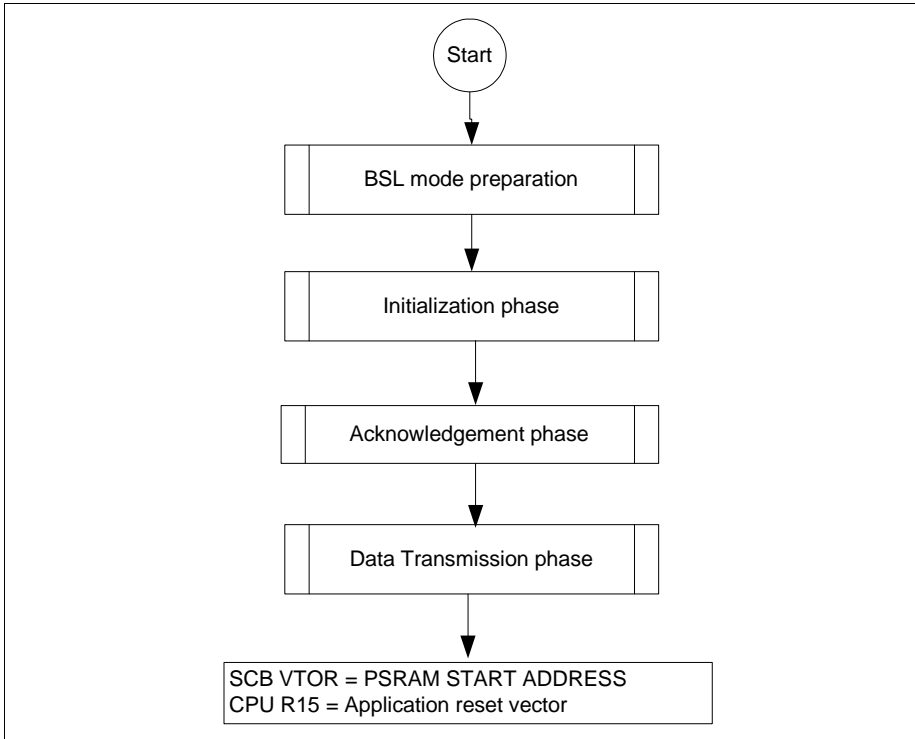 Start
BSL mode preparation
Initialization phase
Acknowledgement phase
Data Transmission phase
SCB VTOR = PSRAM START ADDRESS
CPU R15 = Application reset vector